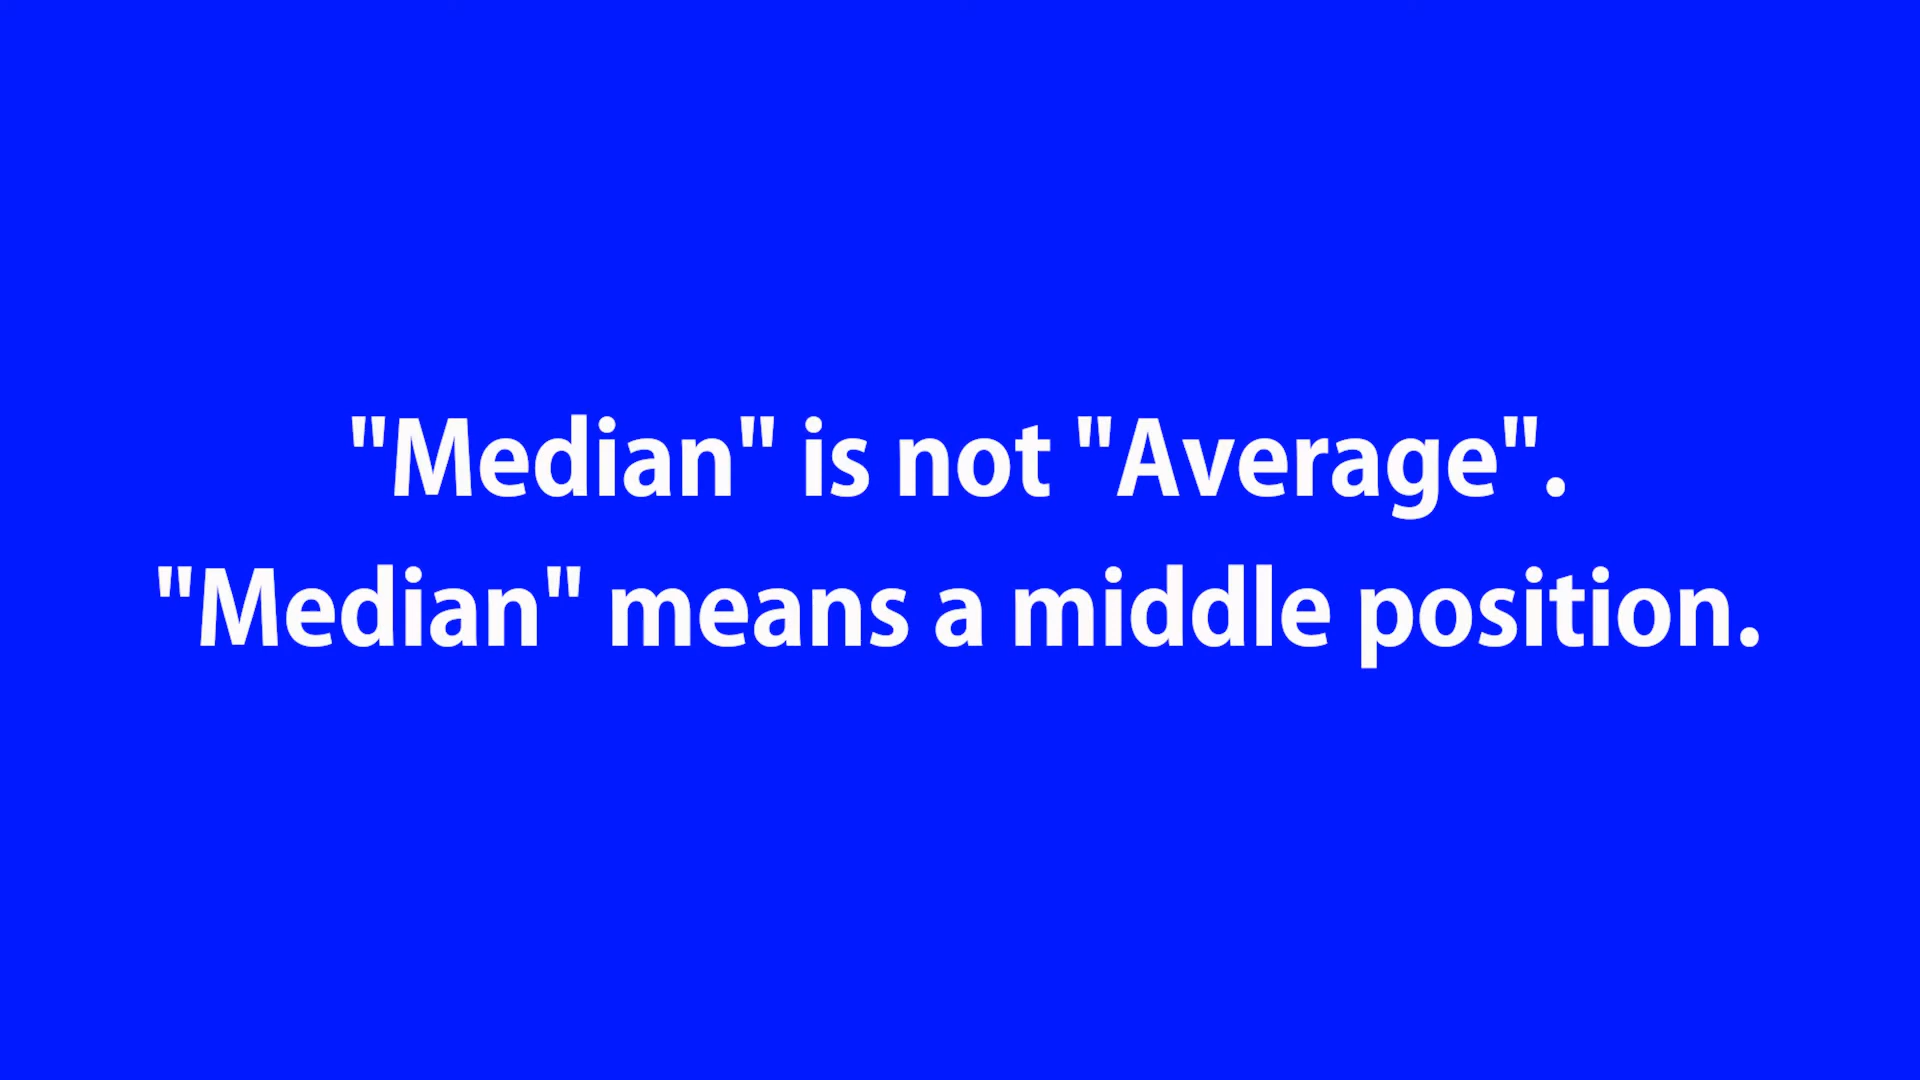 "Median" is not "Average".
"Median" means a middle position.